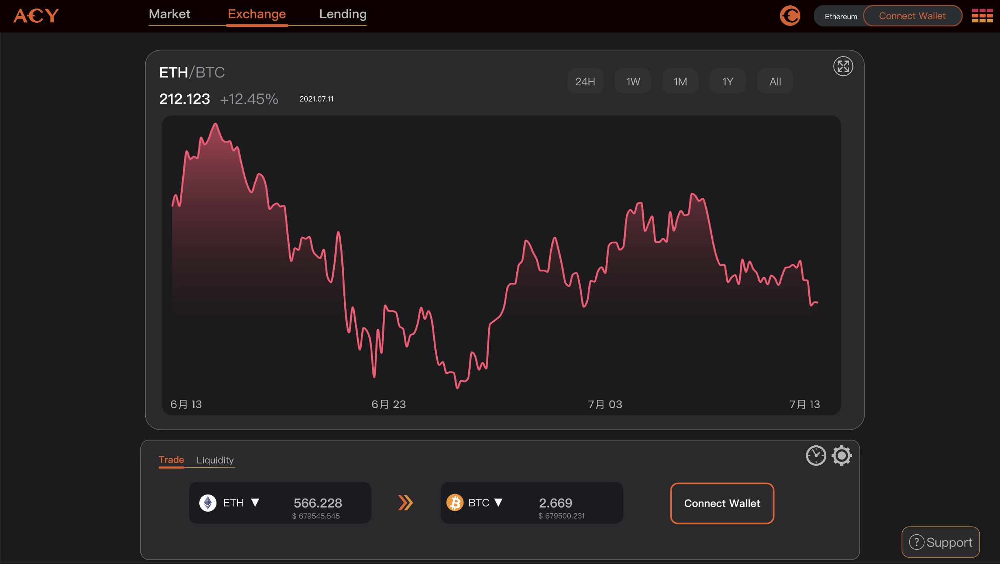 A€Y
Market Exchange Lending
Ethereum Connect Wallet
ETH/BTC
212.123 +12.45% 2021.07.11
24H 1W 1M 1Y All
6月 13 6月 23 7月 03 7月 13
Trade Liquidity
ETH ▼ 566.228
$ 679545.545
BTC ▼ 2.669
$ 679500.231
Connect Wallet
? Support